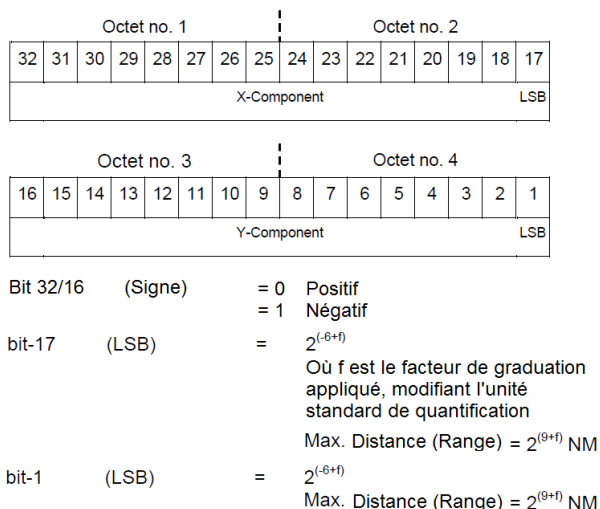 Octet no. 1 Octet no. 2
32 31 30 29 28 27 26 25 24 23 22 21 20 19 18 17
X-Component LSB
Octet no. 3 Octet no. 4
16 15 14 13 12 11 10 9 8 7 6 5 4 3 2 1
Y-Component LSB
Bit 32/16 (Signe) = 0 Positif
= 1 Négatif
bit-17 (LSB) = 2^(-6+f)
Où f est le facteur de graduation
appliqué, modifiant l'unité
standard de quantification
Max. Distance (Range) = 2^(9+f) NM
bit-1 (LSB) = 2^(-6+f)
Max. Distance (Range) = 2^(9+f) NM